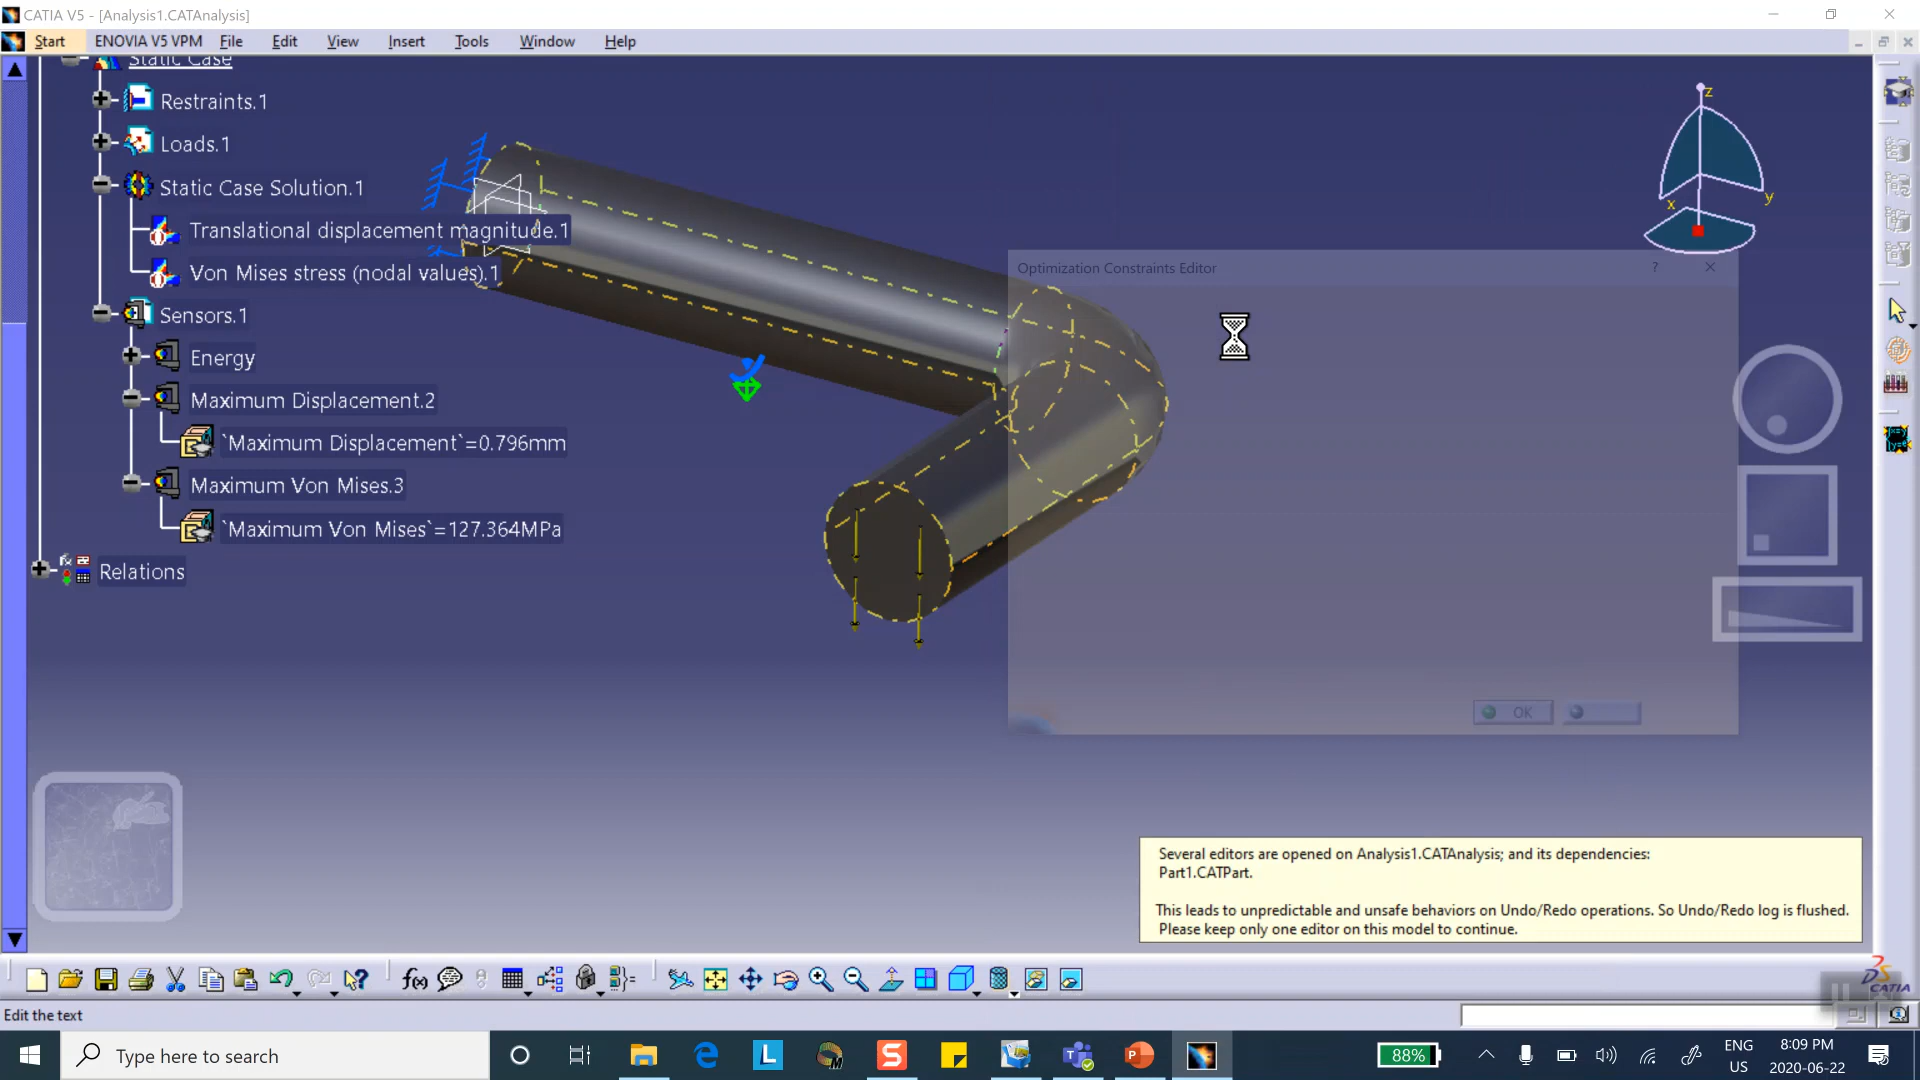 CATIA V5 - [Analysis1.CATAnalysis]
Start ENOVIA V5 VPM File Edit View Insert Tools Window Help
Static Case
Restraints.1
Loads.1
Static Case Solution.1
Translational displacement magnitude.1
Von Mises stress (nodal values).1
Sensors.1
Energy
Maximum Displacement.2
`Maximum Displacement`=0.796mm
Maximum Von Mises.3
`Maximum Von Mises`=127.364MPa
Relations
z
y
x
Optimization Constraints Editor
?
OK
Several editors are opened on Analysis1.CATAnalysis; and its dependencies:
Part1.CATPart.
This leads to unpredictable and unsafe behaviors on Undo/Redo operations. So Undo/Redo log is flushed.
Please keep only one editor on this model to continue.
f(x)
CATIA
Edit the text
Type here to search
88%
ENG
US
8:09 PM
2020-06-22